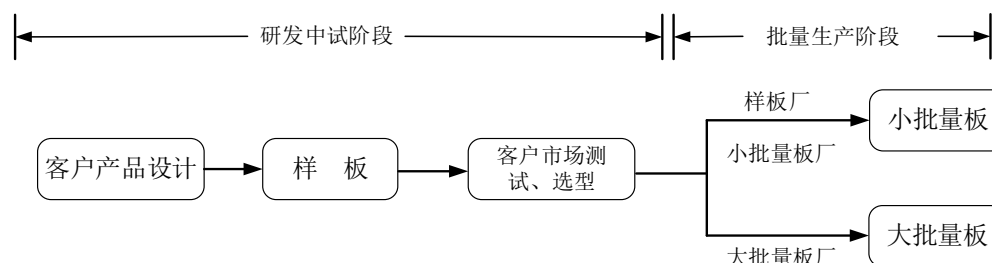 研发中试阶段
批量生产阶段
样板厂
小批量板
客户产品设计
样 板
客户市场测
试、选型
小批量板厂
大批量板
大批量板厂